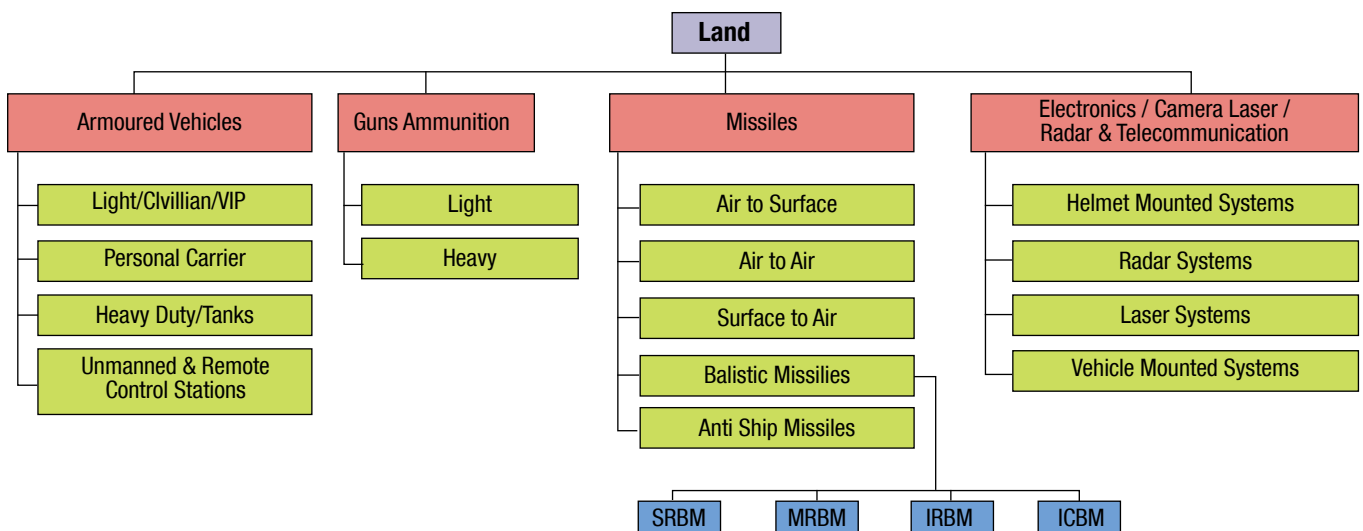 Land
Armoured Vehicles
Light/CIvillian/VIP
Personal Carrier
Heavy Duty/Tanks
Unmanned & Remote
Control Stations
Guns Ammunition
Light
Heavy
Missiles
Air to Surface
Air to Air
Surface to Air
Balistic Missilies
Anti Ship Missiles
SRBM
MRBM
IRBM
ICBM
Electronics / Camera Laser /
Radar & Telecommunication
Helmet Mounted Systems
Radar Systems
Laser Systems
Vehicle Mounted Systems